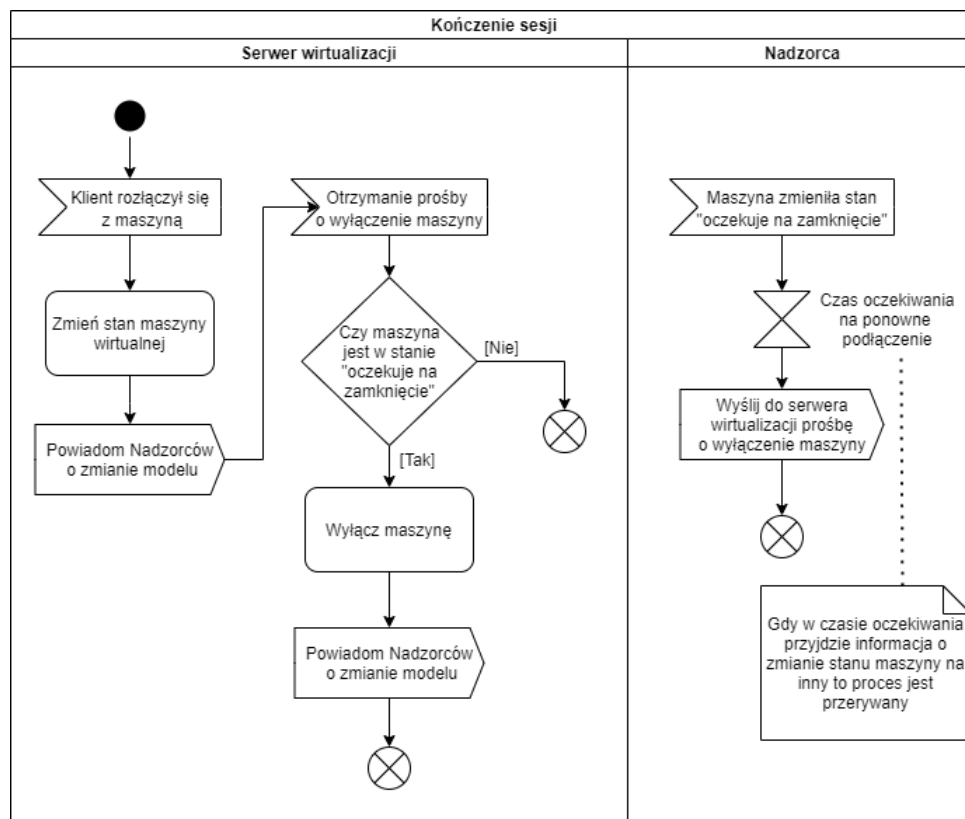 Kończenie sesji
Serwer wirtualizacji
Nadzorca
Klient rozłączył się
z maszyną
Zmień stan maszyny
wirtualnej
Powiadom Nadzorców
o zmianie modelu
Otrzymanie prośby
o wyłączenie maszyny
Czy maszyna
jest w stanie
"oczekuje na
zamknięcie"
[Nie]
[Tak]
Wyłącz maszynę
Powiadom Nadzorców
o zmianie modelu
Maszyna zmieniła stan
"oczekuje na zamknięcie"
Czas oczekiwania
na ponowne
podłączenie
Wyślij do serwera
wirtualizacji prośbę
o wyłączenie maszyny
Gdy w czasie oczekiwania
przyjdzie informacja o
zmianie stanu maszyny na
inny to proces jest
przerywany